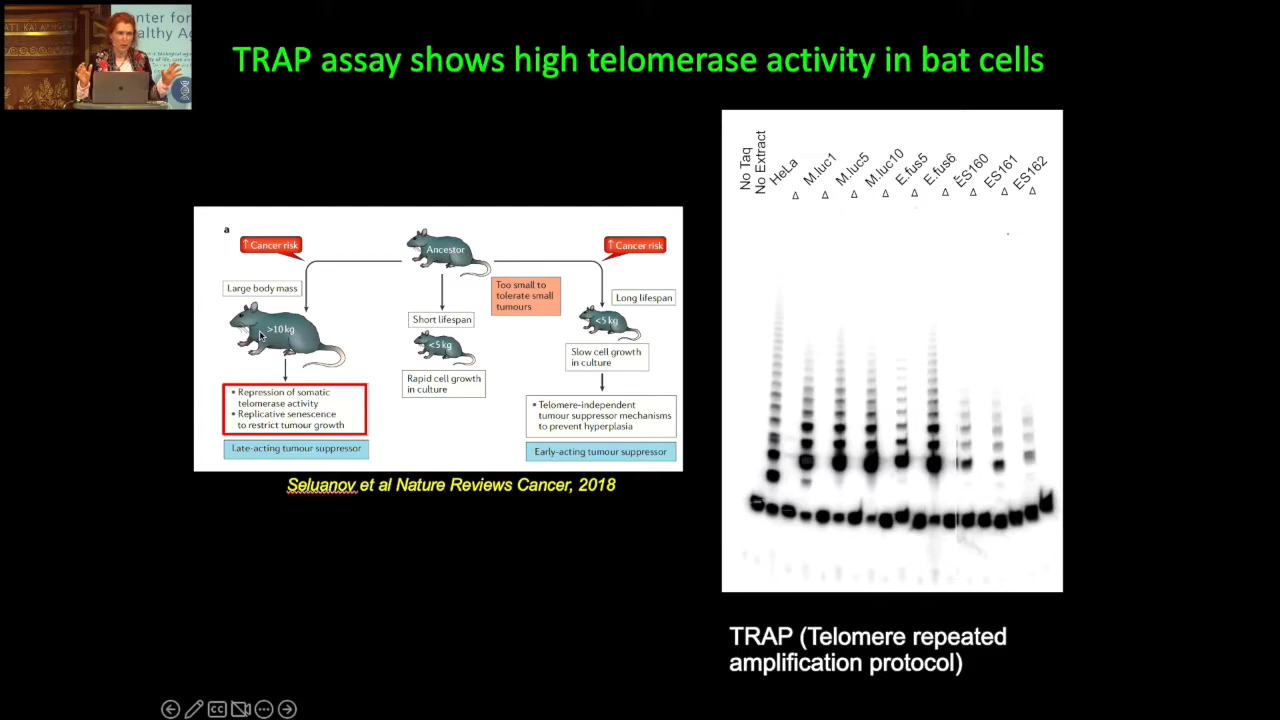 enter for
ealthy Ag
TRAP assay shows high telomerase activity in bat cells
a
↑ Cancer risk
Ancestor
↑ Cancer risk
Large body mass
Too small to
tolerate small
tumours
Long lifespan
>10 kg
Short lifespan
<5 kg
<5 kg
Slow cell growth
in culture
Rapid cell growth
in culture
• Repression of somatic
telomerase activity
• Replicative senescence
to restrict tumour growth
• Telomere-independent
tumour suppressor mechanisms
to prevent hyperplasia
Late-acting tumour suppressor
Early-acting tumour suppressor
Seluanov et al Nature Reviews Cancer, 2018
No Taq
No Extract
HeLa
Δ
M.luc1
Δ
M.luc5
Δ
M.luc10
Δ
E.fus5
Δ
E.fus6
Δ
ES160
Δ
ES161
Δ
ES162
Δ
TRAP (Telomere repeated
amplification protocol)
CC